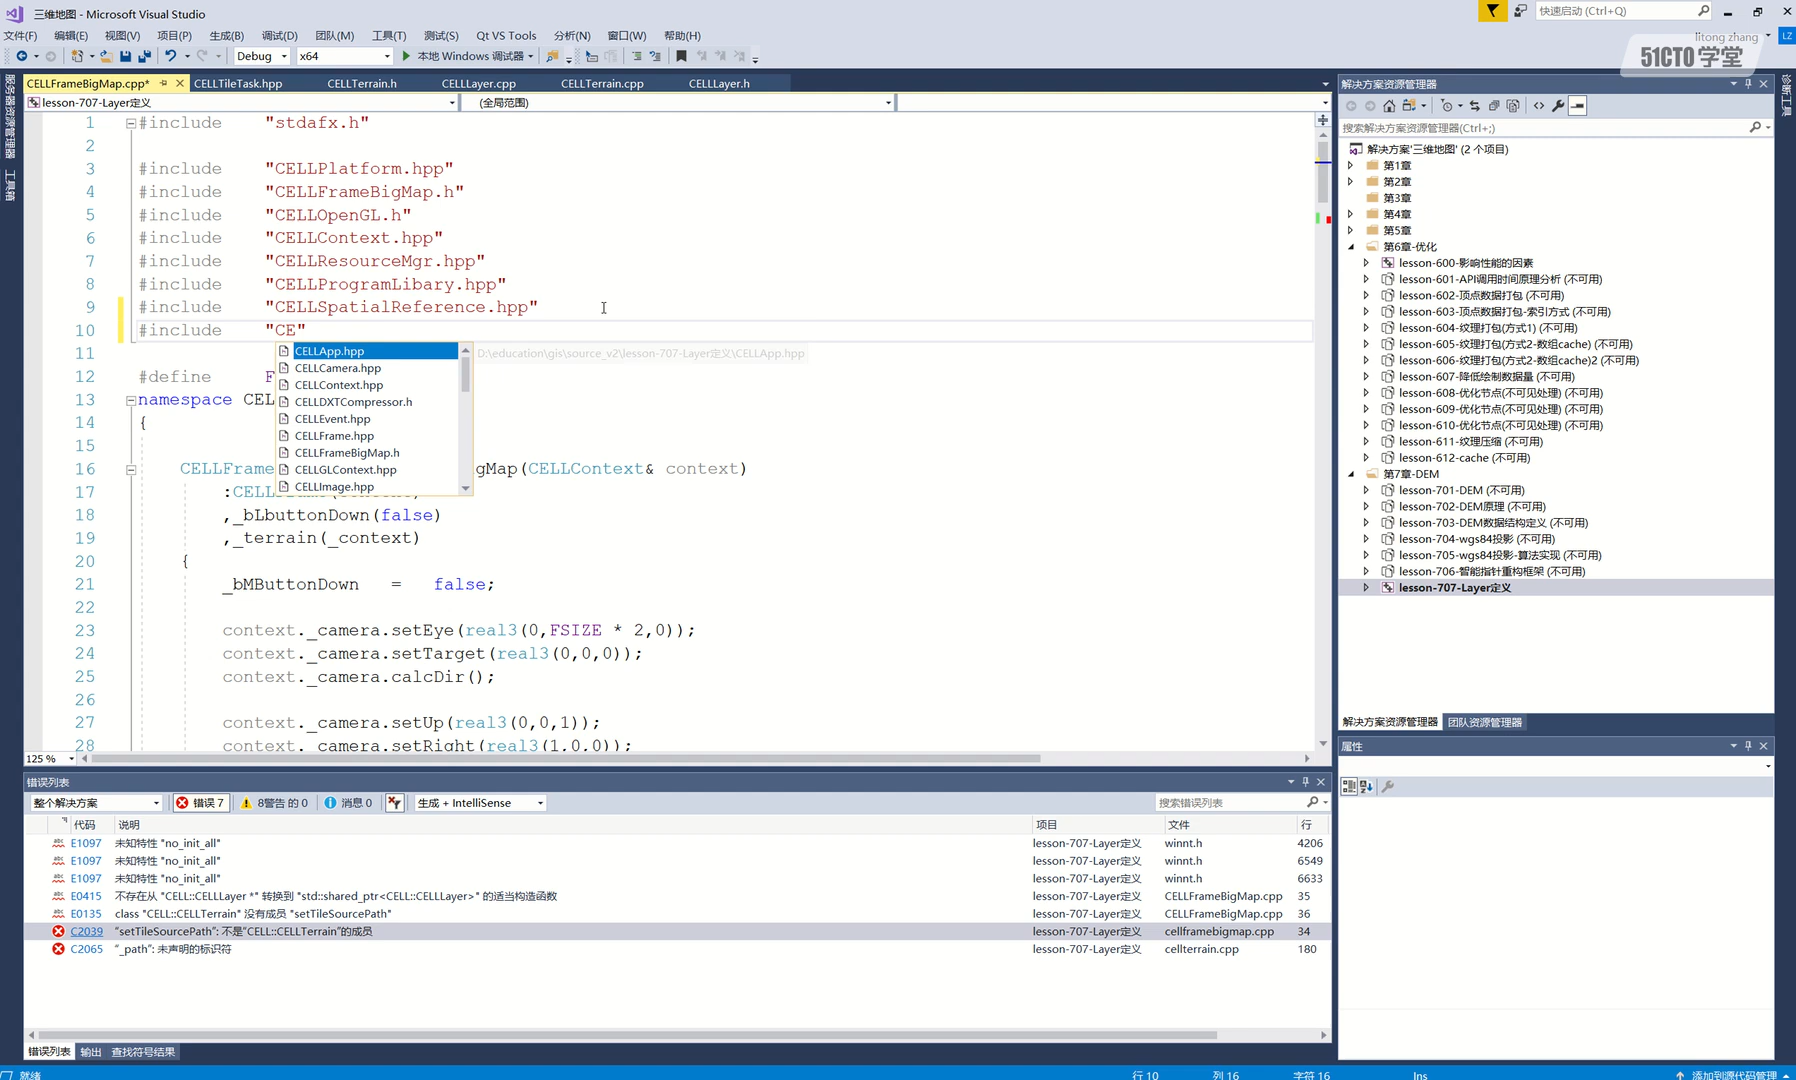 三维地图 - Microsoft Visual Studio
快速启动 (Ctrl+Q)
文件(F) 编辑(E) 视图(V) 项目(P) 生成(B) 调试(D) 团队(M) 工具(T) 测试(S) Qt VS Tools 分析(N) 窗口(W) 帮助(H)
litong zhang LZ
51CTO学堂
Debug x64 本地 Windows 调试器
服务器资源管理器
工具箱
CELLFrameBigMap.cpp* CELLTileTask.hpp CELLTerrain.h CELLLayer.cpp CELLTerrain.cpp CELLLayer.h
lesson-707-Layer定义 (全局范围)
1 #include "stdafx.h"
2
3 #include "CELLPlatform.hpp"
4 #include "CELLFrameBigMap.h"
5 #include "CELLOpenGL.h"
6 #include "CELLContext.hpp"
7 #include "CELLResourceMgr.hpp"
8 #include "CELLProgramLibary.hpp"
9 #include "CELLSpatialReference.hpp"
10 #include "CE"
11
12 #define F
13 namespace CEL
14 {
15
16 CELLFrame gMap(CELLContext& context)
17 :CELL
18 ,_bLbuttonDown(false)
19 ,_terrain(_context)
20 {
21 _bMButtonDown = false;
22
23 context._camera.setEye(real3(0,FSIZE * 2,0));
24 context._camera.setTarget(real3(0,0,0));
25 context._camera.calcDir();
26
27 context._camera.setUp(real3(0,0,1));
28 context._camera.setRight(real3(1,0,0));
CELLApp.hpp D:\education\gis\source_v2\lesson-707-Layer定义\CELLApp.hpp
CELLCamera.hpp
CELLContext.hpp
CELLDXTCompressor.h
CELLEvent.hpp
CELLFrame.hpp
CELLFrameBigMap.h
CELLGLContext.hpp
CELLImage.hpp
125 %
错误列表
整个解决方案 错误 7 8警告 的 0 消息 0 生成 + IntelliSense 搜索错误列表
代码 说明 项目 文件 行
E1097 未知特性 "no_init_all" lesson-707-Layer定义 winnt.h 4206
E1097 未知特性 "no_init_all" lesson-707-Layer定义 winnt.h 6549
E1097 未知特性 "no_init_all" lesson-707-Layer定义 winnt.h 6633
E0415 不存在从 "CELL::CELLLayer *" 转换到 "std::shared_ptr<CELL::CELLLayer>" 的适当构造函数 lesson-707-Layer定义 CELLFrameBigMap.cpp 35
E0135 class "CELL::CELLTerrain" 没有成员 "setTileSourcePath" lesson-707-Layer定义 CELLFrameBigMap.cpp 36
C2039 "setTileSourcePath": 不是"CELL::CELLTerrain"的成员 lesson-707-Layer定义 cellframebigmap.cpp 34
C2065 "_path": 未声明的标识符 lesson-707-Layer定义 cellterrain.cpp 180
错误列表 输出 查找符号结果
解决方案资源管理器
搜索解决方案资源管理器(Ctrl+;)
解决方案'三维地图' (2 个项目)
第1章
第2章
第3章
第4章
第5章
第6章-优化
lesson-600-影响性能的因素
lesson-601-API调用时间原理分析 (不可用)
lesson-602-顶点数据打包 (不可用)
lesson-603-顶点数据打包-索引方式 (不可用)
lesson-604-纹理打包(方式1) (不可用)
lesson-605-纹理打包(方式2-数组cache) (不可用)
lesson-606-纹理打包(方式2-数组cache)2 (不可用)
lesson-607-降低绘制数据量 (不可用)
lesson-608-优化节点(不可见处理) (不可用)
lesson-609-优化节点(不可见处理) (不可用)
lesson-610-优化节点(不可见处理) (不可用)
lesson-611-纹理压缩 (不可用)
lesson-612-cache (不可用)
第7章-DEM
lesson-701-DEM (不可用)
lesson-702-DEM原理 (不可用)
lesson-703-DEM数据结构定义 (不可用)
lesson-704-wgs84投影 (不可用)
lesson-705-wgs84投影-算法实现 (不可用)
lesson-706-智能指针重构框架 (不可用)
lesson-707-Layer定义
解决方案资源管理器 团队资源管理器
属性
诊断工具
就绪 行 10 列 16 字符 16 Ins 添加到源代码管理